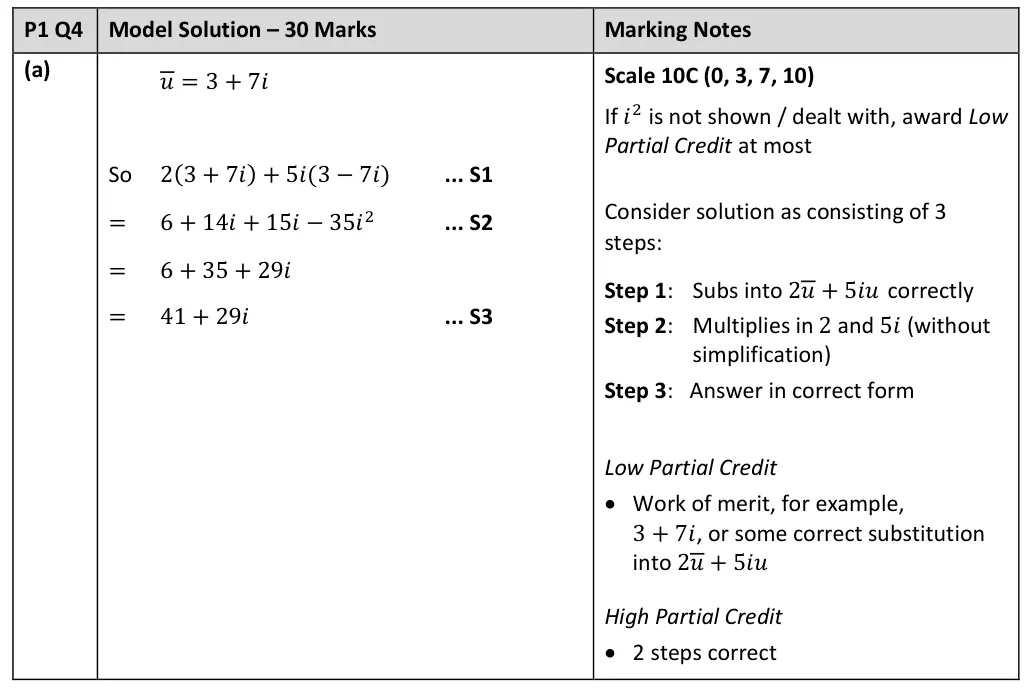 P1 Q4 Model Solution – 30 Marks Marking Notes
(a)
u̅ = 3 + 7i
So 2(3 + 7i) + 5i(3 − 7i) ... S1
= 6 + 14i + 15i − 35i² ... S2
= 6 + 35 + 29i
= 41 + 29i ... S3
Scale 10C (0, 3, 7, 10)
If i² is not shown / dealt with, award Low
Partial Credit at most
Consider solution as consisting of 3
steps:
Step 1: Subs into 2u̅ + 5iu correctly
Step 2: Multiplies in 2 and 5i (without
simplification)
Step 3: Answer in correct form
Low Partial Credit
• Work of merit, for example,
3 + 7i, or some correct substitution
into 2u̅ + 5iu
High Partial Credit
• 2 steps correct